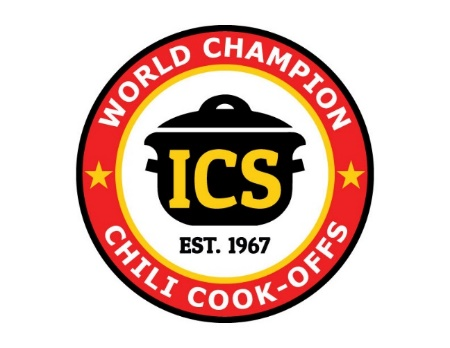 WORLD CHAMPION
ICS
EST. 1967
CHILI COOK-OFFS